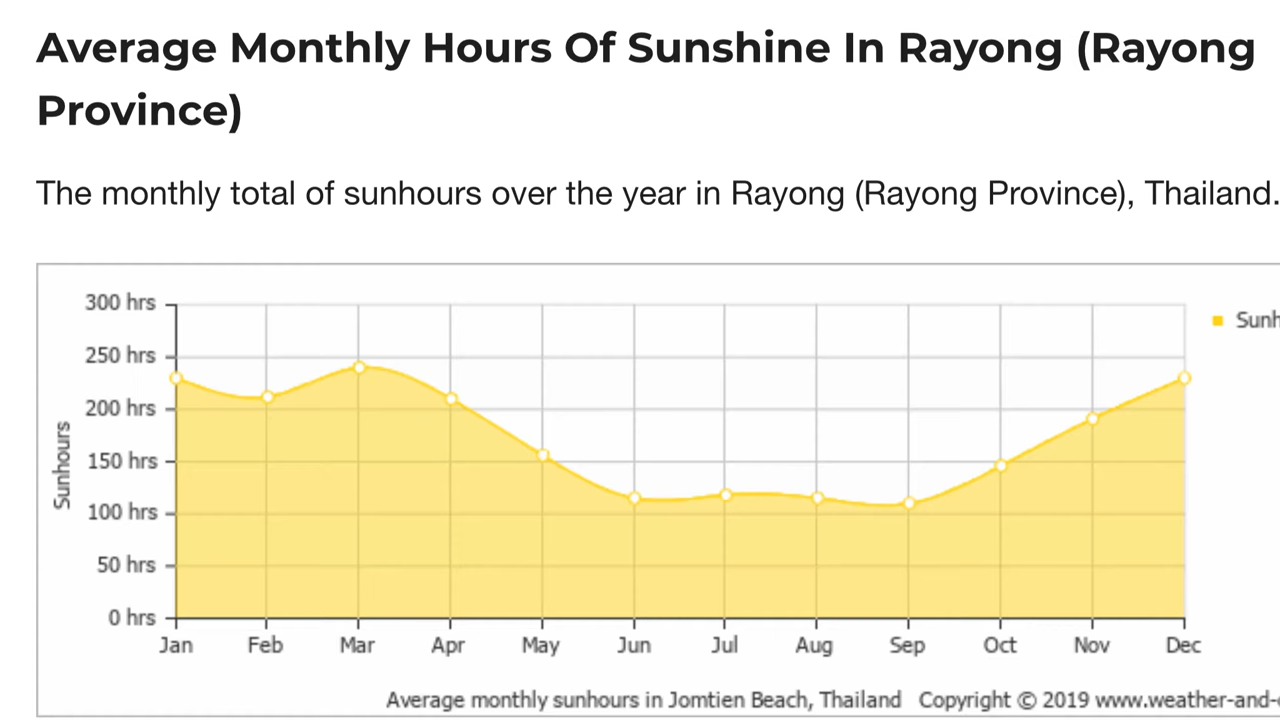 Average Monthly Hours Of Sunshine In Rayong (Rayong
Province)
The monthly total of sunhours over the year in Rayong (Rayong Province), Thailand.
300 hrs
250 hrs
200 hrs
150 hrs
100 hrs
50 hrs
0 hrs
Sunhours
Sunh
Jan Feb Mar Apr May Jun Jul Aug Sep Oct Nov Dec
Average monthly sunhours in Jomtien Beach, Thailand Copyright © 2019 www.weather-and-